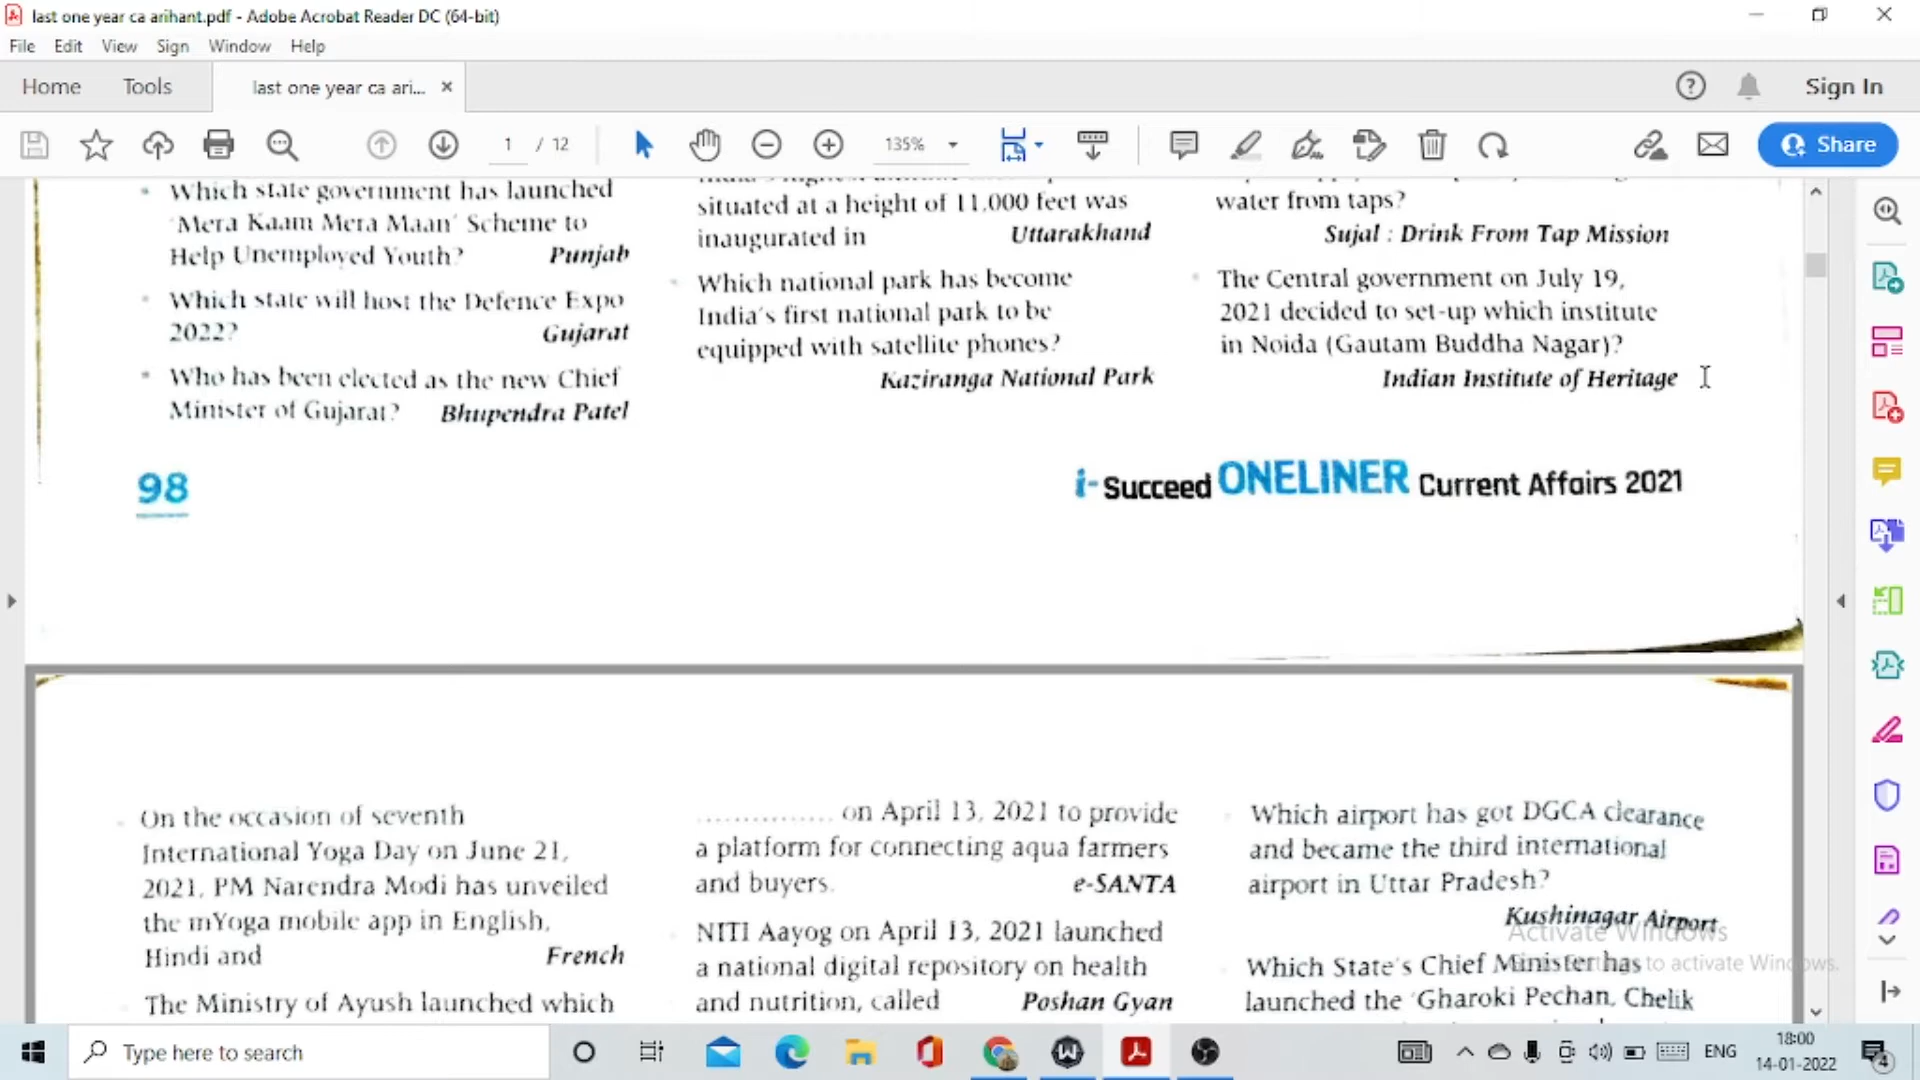 last one year ca arihant.pdf - Adobe Acrobat Reader DC (64-bit)
File Edit View Sign Window Help
Home Tools last one year ca ari... × Sign In
1 / 12 135% Share
Which state government has launched
'Mera Kaam Mera Maan' Scheme to
Help Unemployed Youth? Punjab
Which state will host the Defence Expo
2022? Gujarat
Who has been elected as the new Chief
Minister of Gujarat? Bhupendra Patel
situated at a height of 11,000 feet was
inaugurated in Uttarakhand
Which national park has become
India's first national park to be
equipped with satellite phones?
Kaziranga National Park
water from taps?
Sujal : Drink From Tap Mission
The Central government on July 19,
2021 decided to set-up which institute
in Noida (Gautam Buddha Nagar)?
Indian Institute of Heritage
98
i-Succeed ONELINER Current Affairs 2021
On the occasion of seventh
International Yoga Day on June 21,
2021, PM Narendra Modi has unveiled
the mYoga mobile app in English,
Hindi and French
The Ministry of Ayush launched which
.............. on April 13, 2021 to provide
a platform for connecting aqua farmers
and buyers. e-SANTA
NITI Aayog on April 13, 2021 launched
a national digital repository on health
and nutrition, called Poshan Gyan
Which airport has got DGCA clearance
and became the third international
airport in Uttar Pradesh?
Kushinagar Airport
Which State's Chief Minister has
launched the 'Gharoki Pechan, Chelik
Activate Windows
to activate Windows.
Type here to search
ENG
18:00
14-01-2022
4